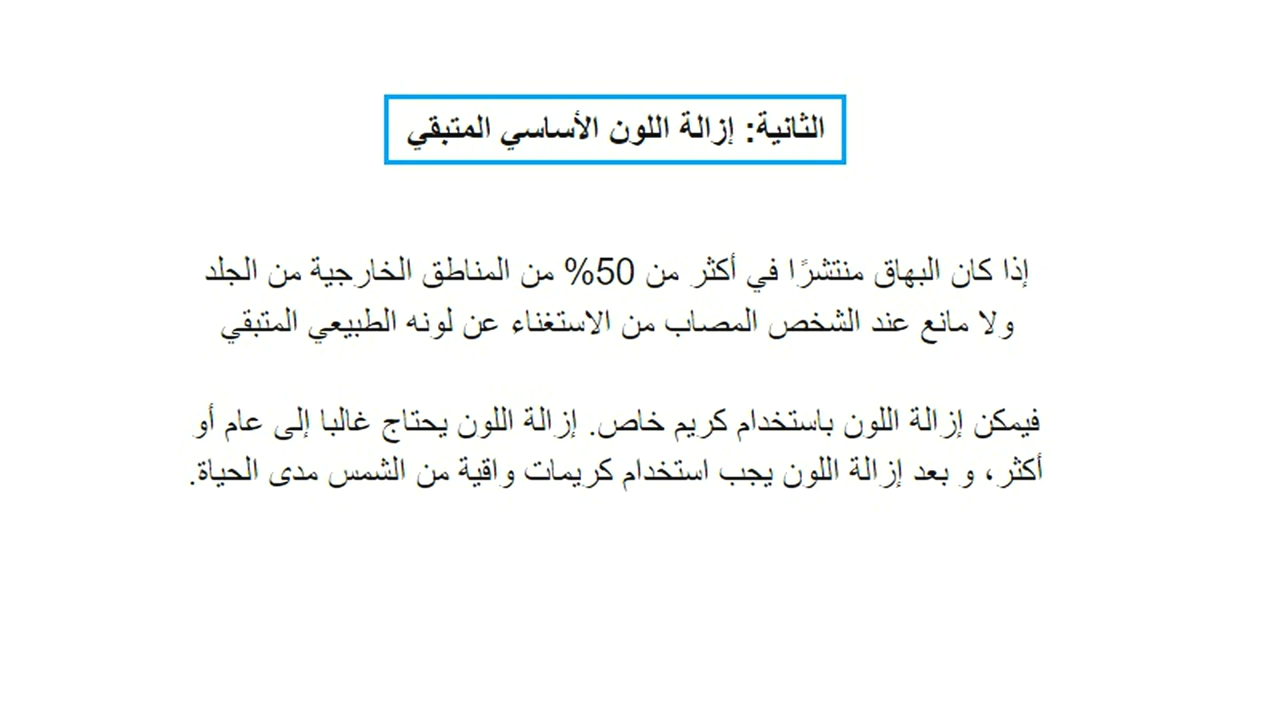 الثانية: إزالة اللون الأساسي المتبقي
إذا كان البهاق منتشرًا في أكثر من 50% من المناطق الخارجية من الجلد
ولا مانع عند الشخص المصاب من الاستغناء عن لونه الطبيعي المتبقي
فيمكن إزالة اللون باستخدام كريم خاص. إزالة اللون يحتاج غالبا إلى عام أو
أكثر، و بعد إزالة اللون يجب استخدام كريمات واقية من الشمس مدى الحياة.